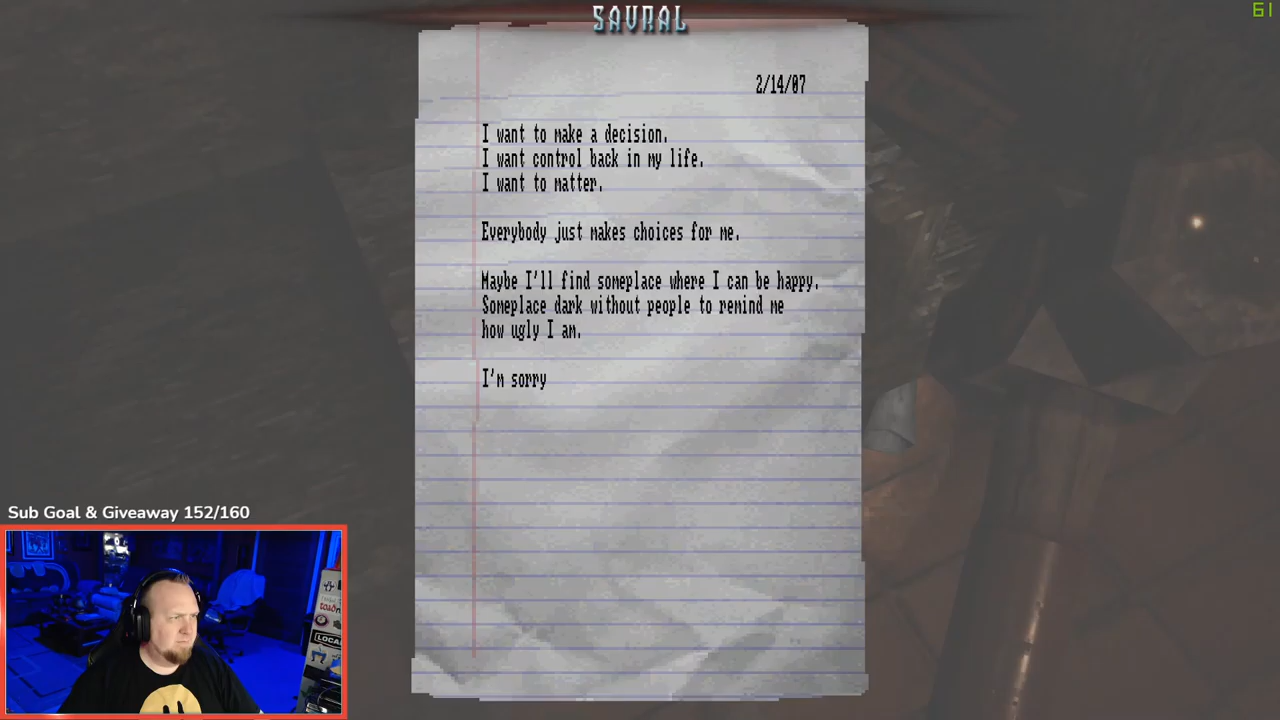 SAVRAL
61
2/14/07
I want to make a decision.
I want control back in my life.
I want to matter.
Everybody just makes choices for me.
Maybe I'll find someplace where I can be happy.
Someplace dark without people to remind me
how ugly I am.
I'm sorry
Sub Goal & Giveaway 152/160
LOCAL